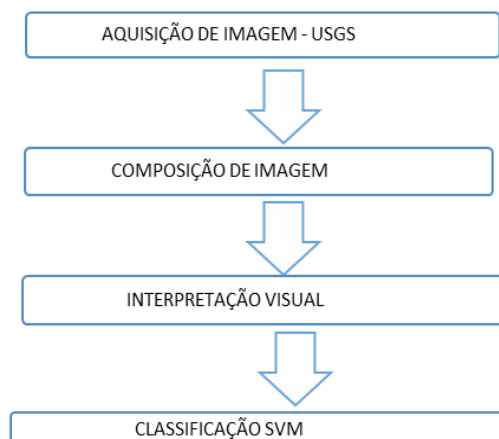 AQUISIÇÃO DE IMAGEM - USGS
COMPOSIÇÃO DE IMAGEM
INTERPRETAÇÃO VISUAL
CLASSIFICAÇÃO SVM